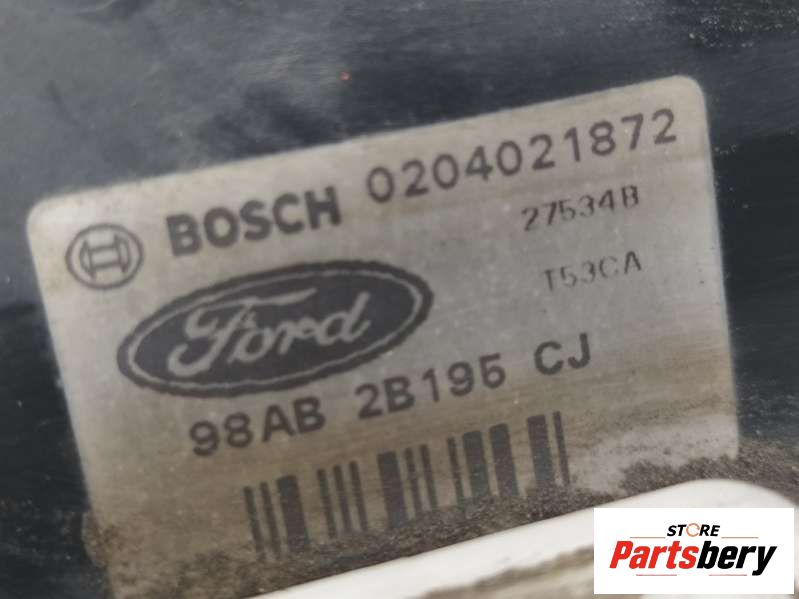 BOSCH 0204021872
27534B
T53CA
Ford
98AB 2B195 CJ
STORE
Partsbery